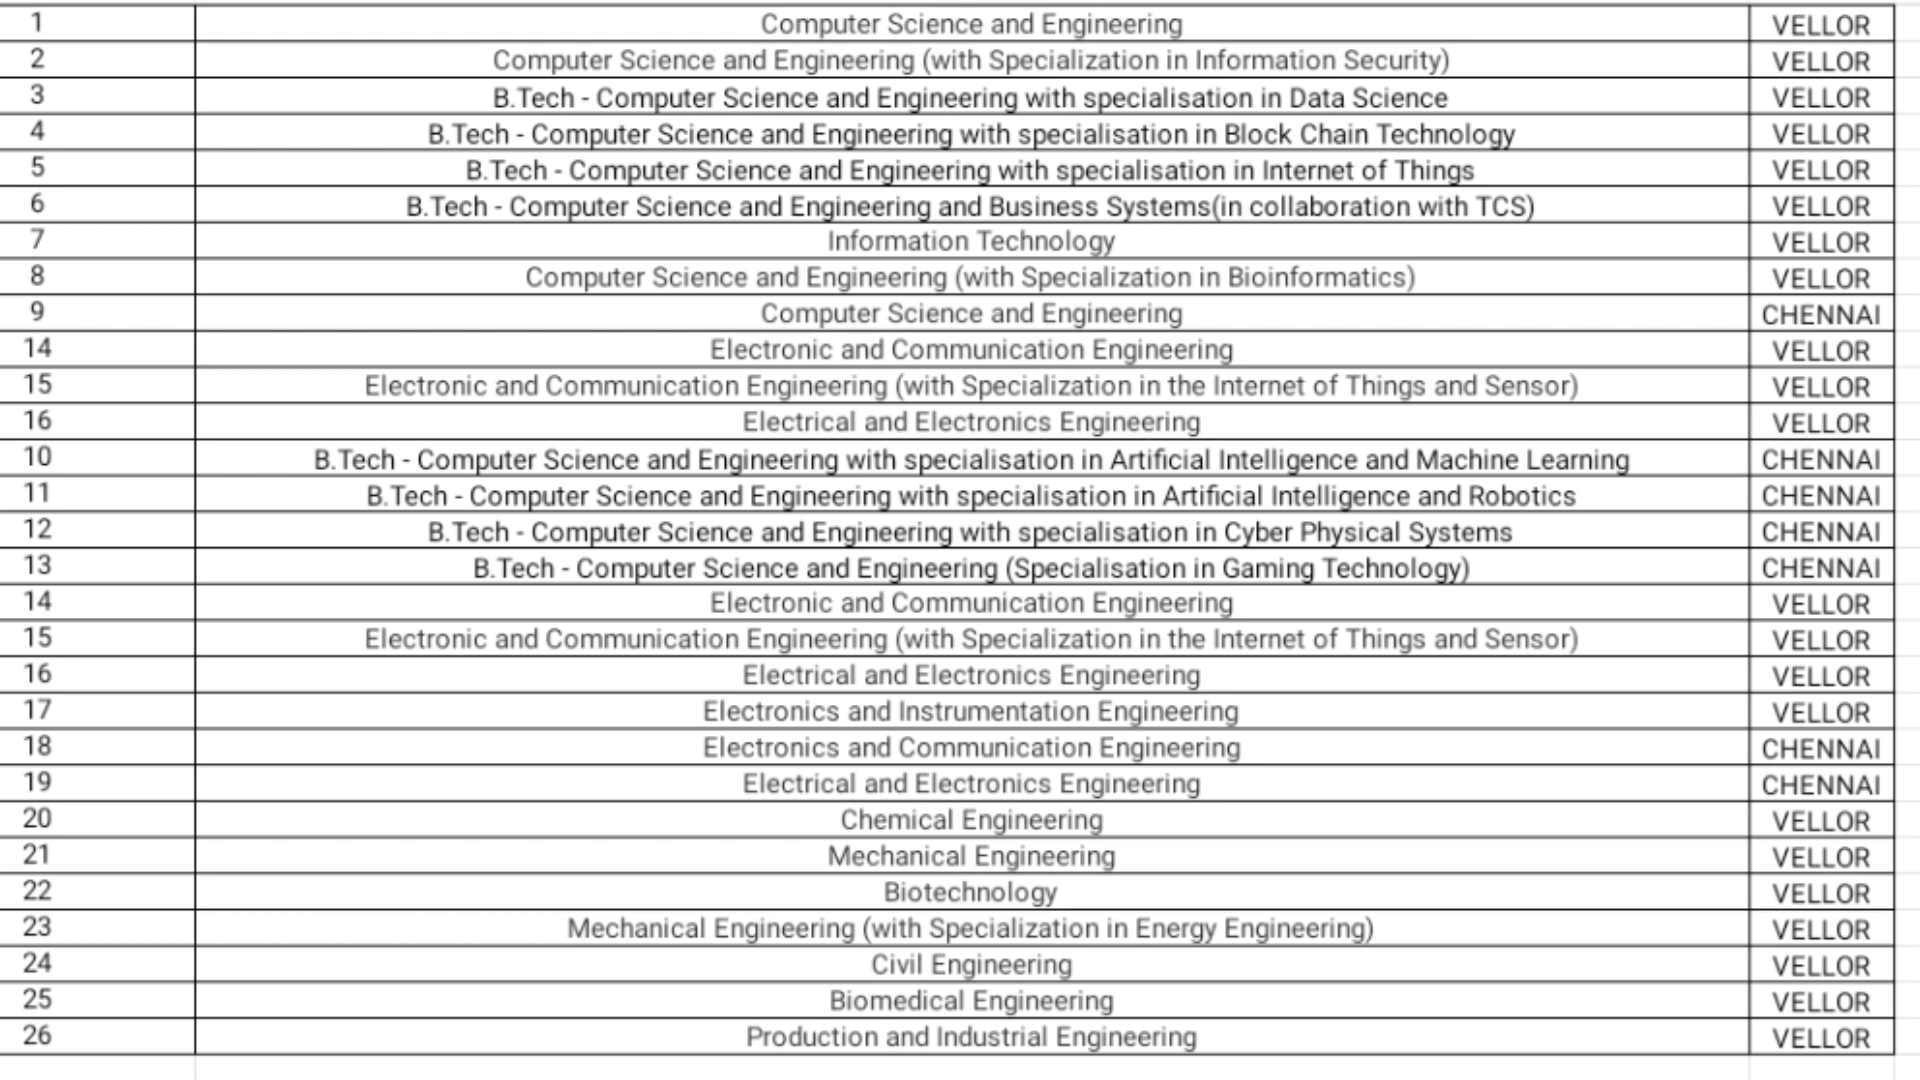 1 Computer Science and Engineering VELLOR
2 Computer Science and Engineering (with Specialization in Information Security) VELLOR
3 B.Tech - Computer Science and Engineering with specialisation in Data Science VELLOR
4 B.Tech - Computer Science and Engineering with specialisation in Block Chain Technology VELLOR
5 B.Tech - Computer Science and Engineering with specialisation in Internet of Things VELLOR
6 B.Tech - Computer Science and Engineering and Business Systems(in collaboration with TCS) VELLOR
7 Information Technology VELLOR
8 Computer Science and Engineering (with Specialization in Bioinformatics) VELLOR
9 Computer Science and Engineering CHENNAI
14 Electronic and Communication Engineering VELLOR
15 Electronic and Communication Engineering (with Specialization in the Internet of Things and Sensor) VELLOR
16 Electrical and Electronics Engineering VELLOR
10 B.Tech - Computer Science and Engineering with specialisation in Artificial Intelligence and Machine Learning CHENNAI
11 B.Tech - Computer Science and Engineering with specialisation in Artificial Intelligence and Robotics CHENNAI
12 B.Tech - Computer Science and Engineering with specialisation in Cyber Physical Systems CHENNAI
13 B.Tech - Computer Science and Engineering (Specialisation in Gaming Technology) CHENNAI
14 Electronic and Communication Engineering VELLOR
15 Electronic and Communication Engineering (with Specialization in the Internet of Things and Sensor) VELLOR
16 Electrical and Electronics Engineering VELLOR
17 Electronics and Instrumentation Engineering VELLOR
18 Electronics and Communication Engineering CHENNAI
19 Electrical and Electronics Engineering CHENNAI
20 Chemical Engineering VELLOR
21 Mechanical Engineering VELLOR
22 Biotechnology VELLOR
23 Mechanical Engineering (with Specialization in Energy Engineering) VELLOR
24 Civil Engineering VELLOR
25 Biomedical Engineering VELLOR
26 Production and Industrial Engineering VELLOR